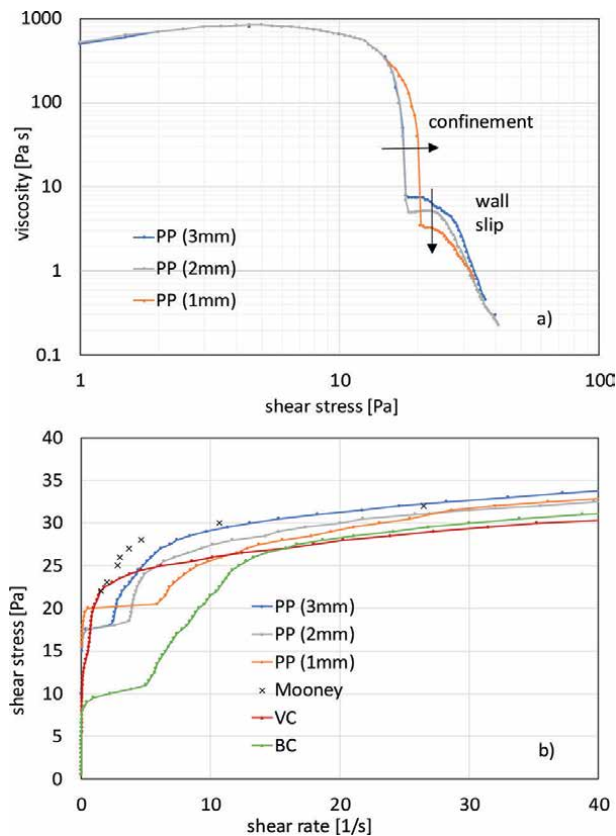 1000
100
10
1
0.1
viscosity [Pa s]
confinement
wall
slip
PP (3mm)
PP (2mm)
PP (1mm)
a)
1
10
100
shear stress [Pa]
40
35
30
25
20
15
10
5
0
shear stress [Pa]
PP (3mm)
PP (2mm)
PP (1mm)
Mooney
VC
BC
b)
0
10
20
30
40
shear rate [1/s]